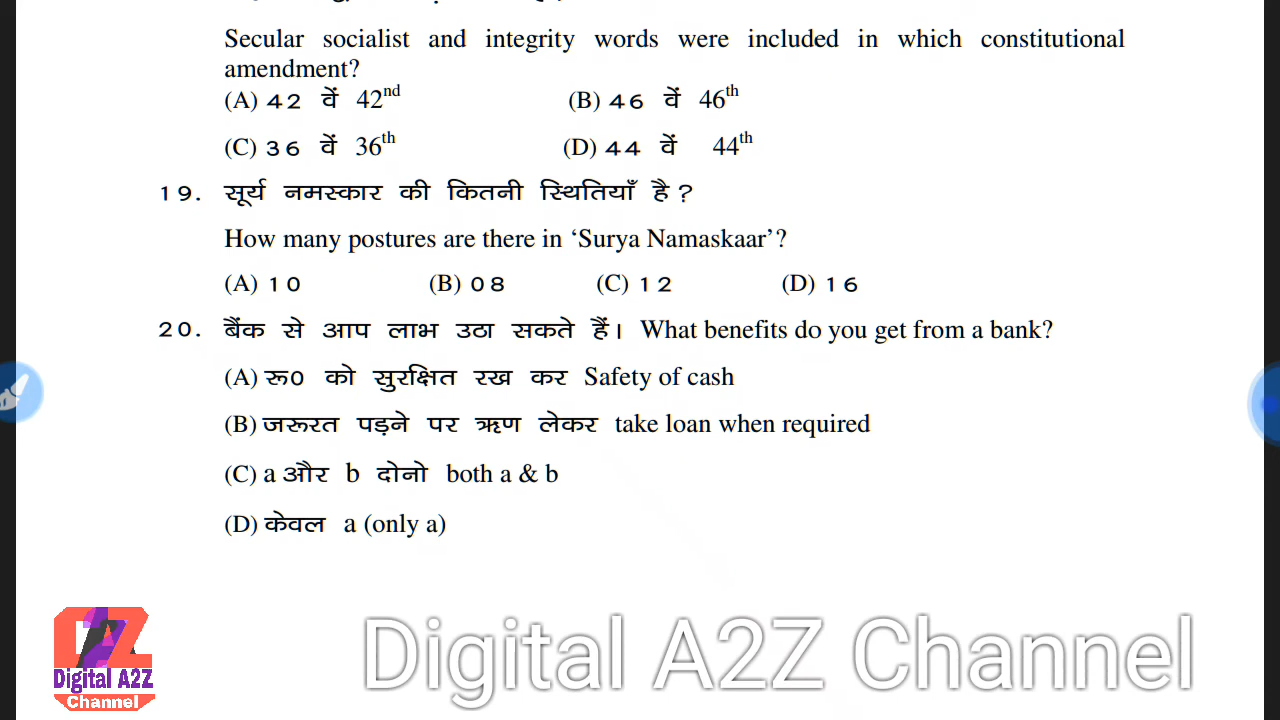 Secular socialist and integrity words were included in which constitutional
amendment?
(A) 42 वें 42nd (B) 46 वें 46th
(C) 36 वें 36th (D) 44 वें 44th
19. सूर्य नमस्कार की कितनी स्थितियाँ है ?
How many postures are there in ‘Surya Namaskaar’?
(A) 10 (B) 08 (C) 12 (D) 16
20. बैंक से आप लाभ उठा सकते हैं। What benefits do you get from a bank?
(A) रू0 को सुरक्षित रख कर Safety of cash
(B) जरूरत पड़ने पर ऋण लेकर take loan when required
(C) a और b दोनो both a & b
(D) केवल a (only a)
Digital A2Z
Channel
Digital A2Z Channel